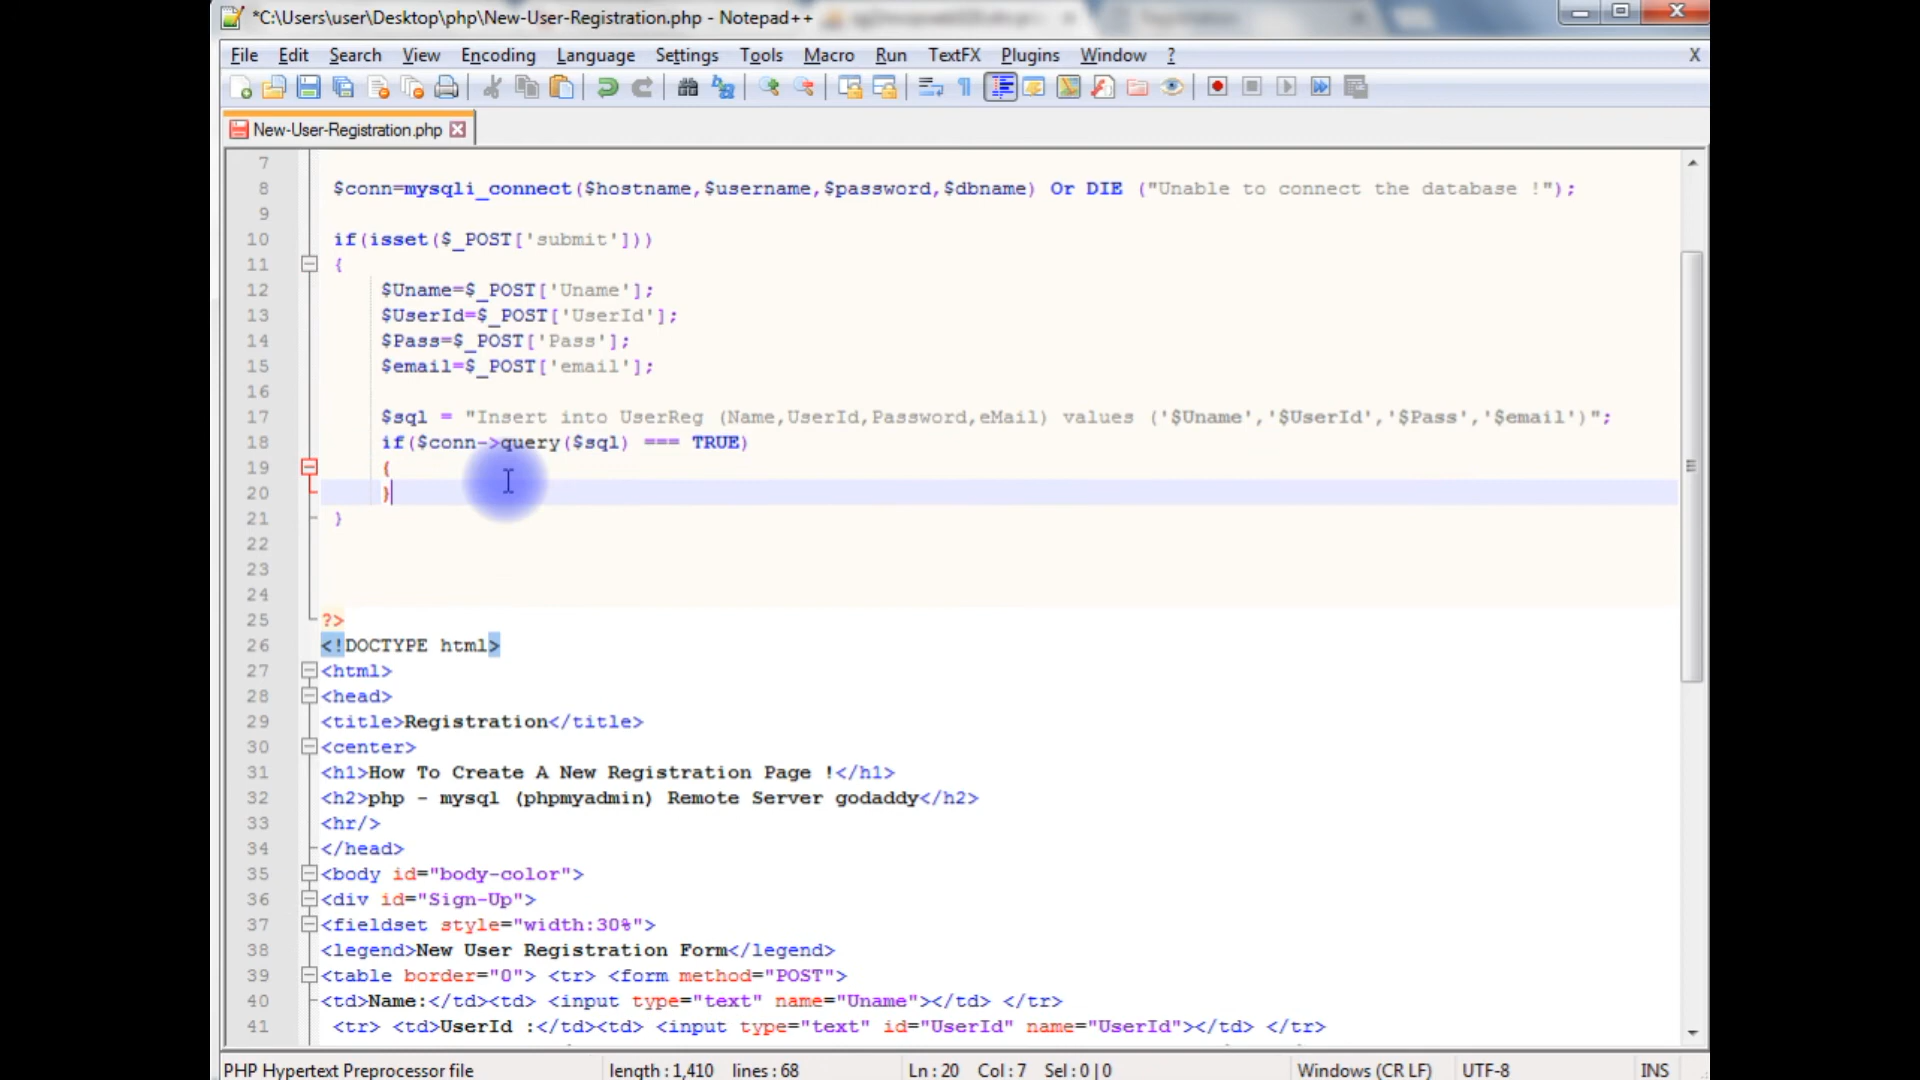 *C:\Users\user\Desktop\php\New-User-Registration.php - Notepad++
File Edit Search View Encoding Language Settings Tools Macro Run TextFX Plugins Window ? X
New-User-Registration.php
7
8 $conn=mysqli_connect($hostname,$username,$password,$dbname) Or DIE ("Unable to connect the database !");
9
10 if(isset($_POST['submit']))
11 {
12 $Uname=$_POST['Uname'];
13 $UserId=$_POST['UserId'];
14 $Pass=$_POST['Pass'];
15 $email=$_POST['email'];
16
17 $sql = "Insert into UserReg (Name,UserId,Password,eMail) values ('$Uname','$UserId','$Pass','$email')";
18 if($conn->query($sql) === TRUE)
19 {
20 }
21 }
22
23
24
25 ?>
26 <!DOCTYPE html>
27 <html>
28 <head>
29 <title>Registration</title>
30 <center>
31 <h1>How To Create A New Registration Page !</h1>
32 <h2>php - mysql (phpmyadmin) Remote Server godaddy</h2>
33 <hr/>
34 </head>
35 <body id="body-color">
36 <div id="Sign-Up">
37 <fieldset style="width:30%">
38 <legend>New User Registration Form</legend>
39 <table border="0"> <tr> <form method="POST">
40 <td>Name:</td><td> <input type="text" name="Uname"></td> </tr>
41 <tr> <td>UserId :</td><td> <input type="text" id="UserId" name="UserId"></td> </tr>
PHP Hypertext Preprocessor file length : 1,410 lines : 68 Ln : 20 Col : 7 Sel : 0 | 0 Windows (CR LF) UTF-8 INS